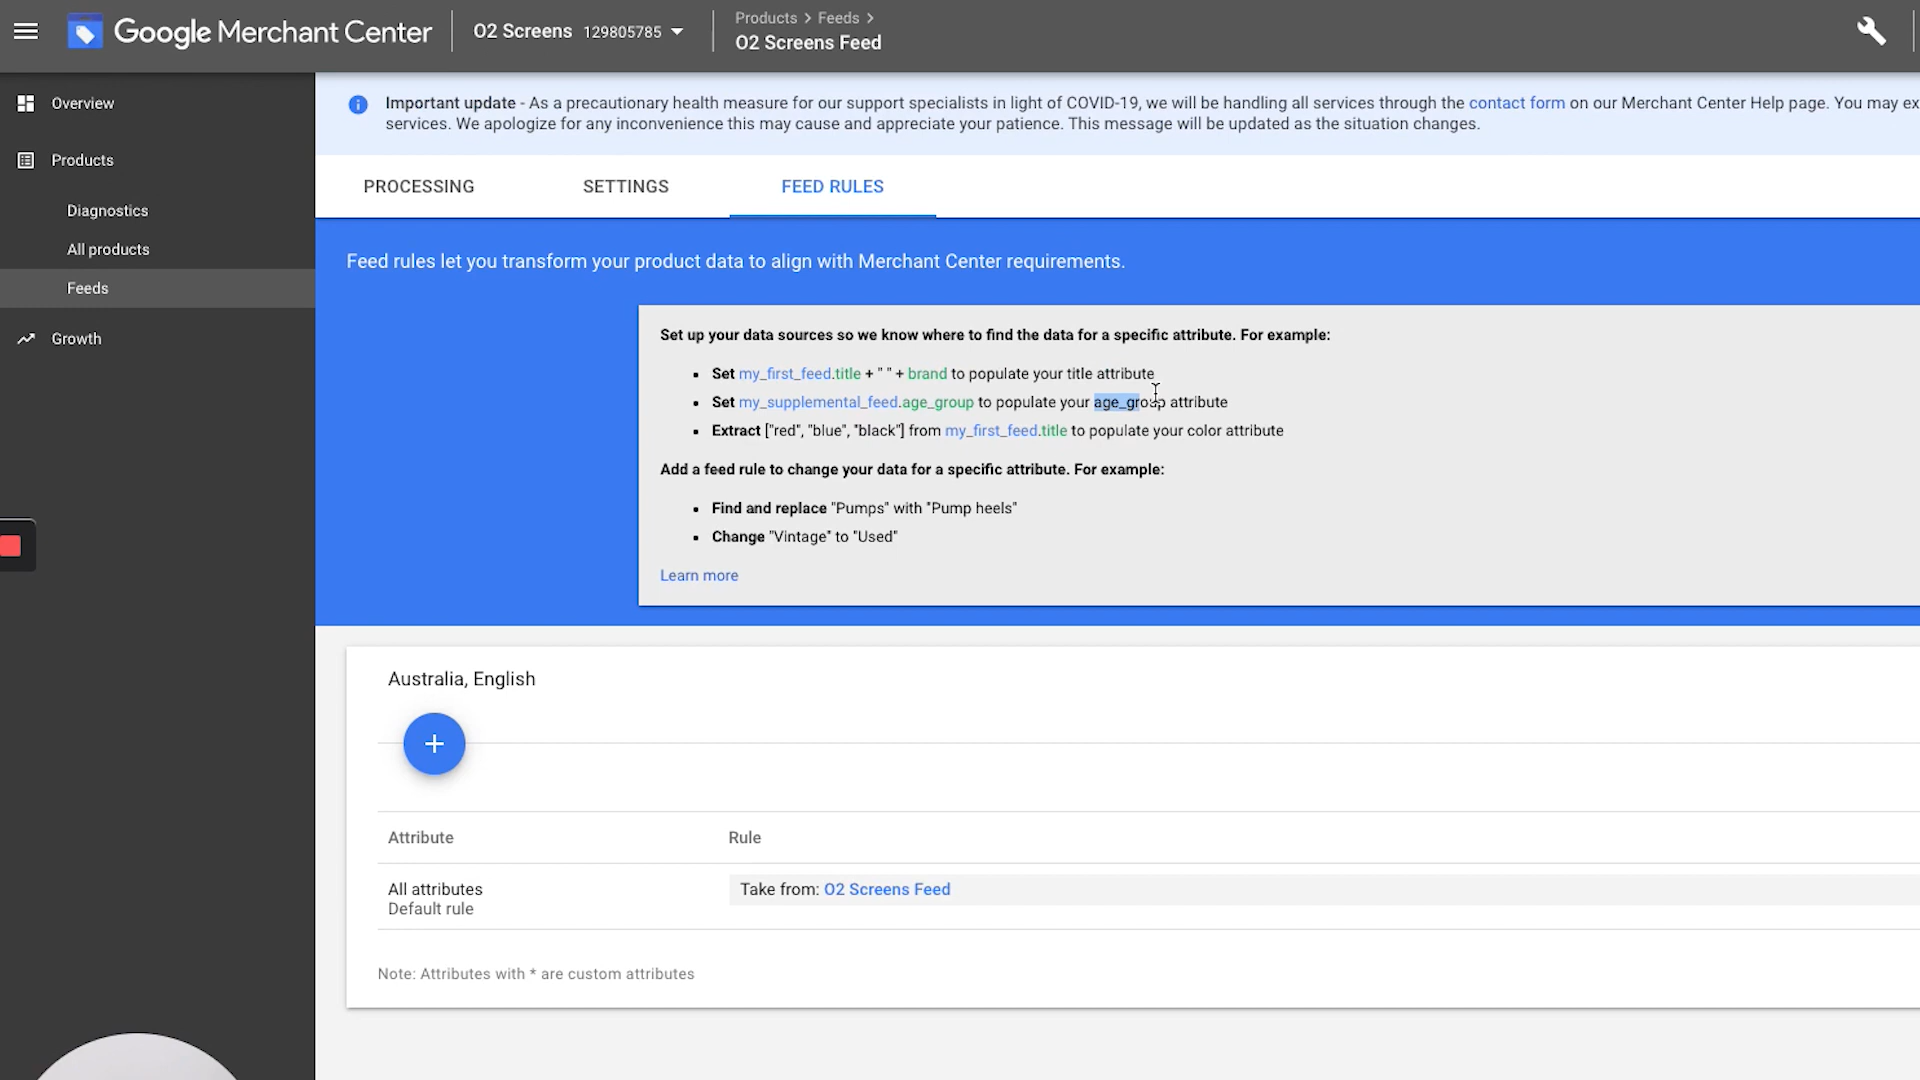 Google Merchant Center
O2 Screens 129805785
Products > Feeds >
O2 Screens Feed
Overview
Products
Diagnostics
All products
Feeds
Growth
Important update - As a precautionary health measure for our support specialists in light of COVID-19, we will be handling all services through the contact form on our Merchant Center Help page. You may ex
services. We apologize for any inconvenience this may cause and appreciate your patience. This message will be updated as the situation changes.
PROCESSING
SETTINGS
FEED RULES
Feed rules let you transform your product data to align with Merchant Center requirements.
Set up your data sources so we know where to find the data for a specific attribute. For example:
• Set my_first_feed.title + " " + brand to populate your title attribute
• Set my_supplemental_feed.age_group to populate your age_group attribute
• Extract ["red", "blue", "black"] from my_first_feed.title to populate your color attribute
Add a feed rule to change your data for a specific attribute. For example:
• Find and replace "Pumps" with "Pump heels"
• Change "Vintage" to "Used"
Learn more
Australia, English
+
Attribute
Rule
All attributes
Default rule
Take from: O2 Screens Feed
Note: Attributes with * are custom attributes